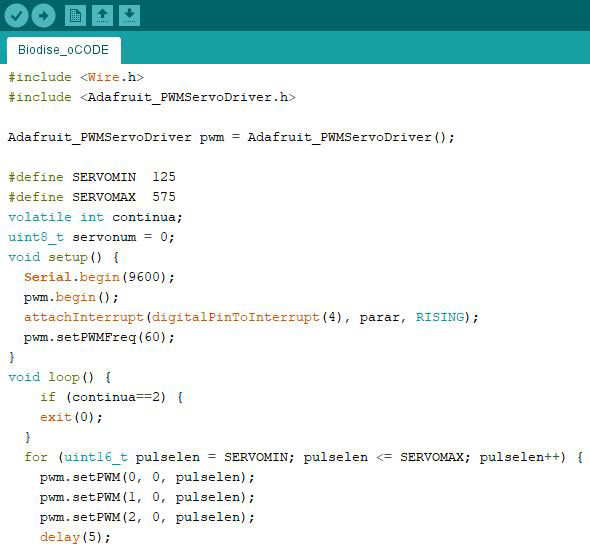 Biodise_oCODE
#include <Wire.h>
#include <Adafruit_PWMServoDriver.h>
Adafruit_PWMServoDriver pwm = Adafruit_PWMServoDriver();
#define SERVOMIN  125
#define SERVOMAX  575
volatile int continua;
uint8_t servonum = 0;
void setup() {
  Serial.begin(9600);
  pwm.begin();
  attachInterrupt(digitalPinToInterrupt(4), parar, RISING);
  pwm.setPWMFreq(60);
}
void loop() {
    if (continua==2) {
    exit(0);
  }
  for (uint16_t pulselen = SERVOMIN; pulselen <= SERVOMAX; pulselen++) {
    pwm.setPWM(0, 0, pulselen);
    pwm.setPWM(1, 0, pulselen);
    pwm.setPWM(2, 0, pulselen);
    delay(5);